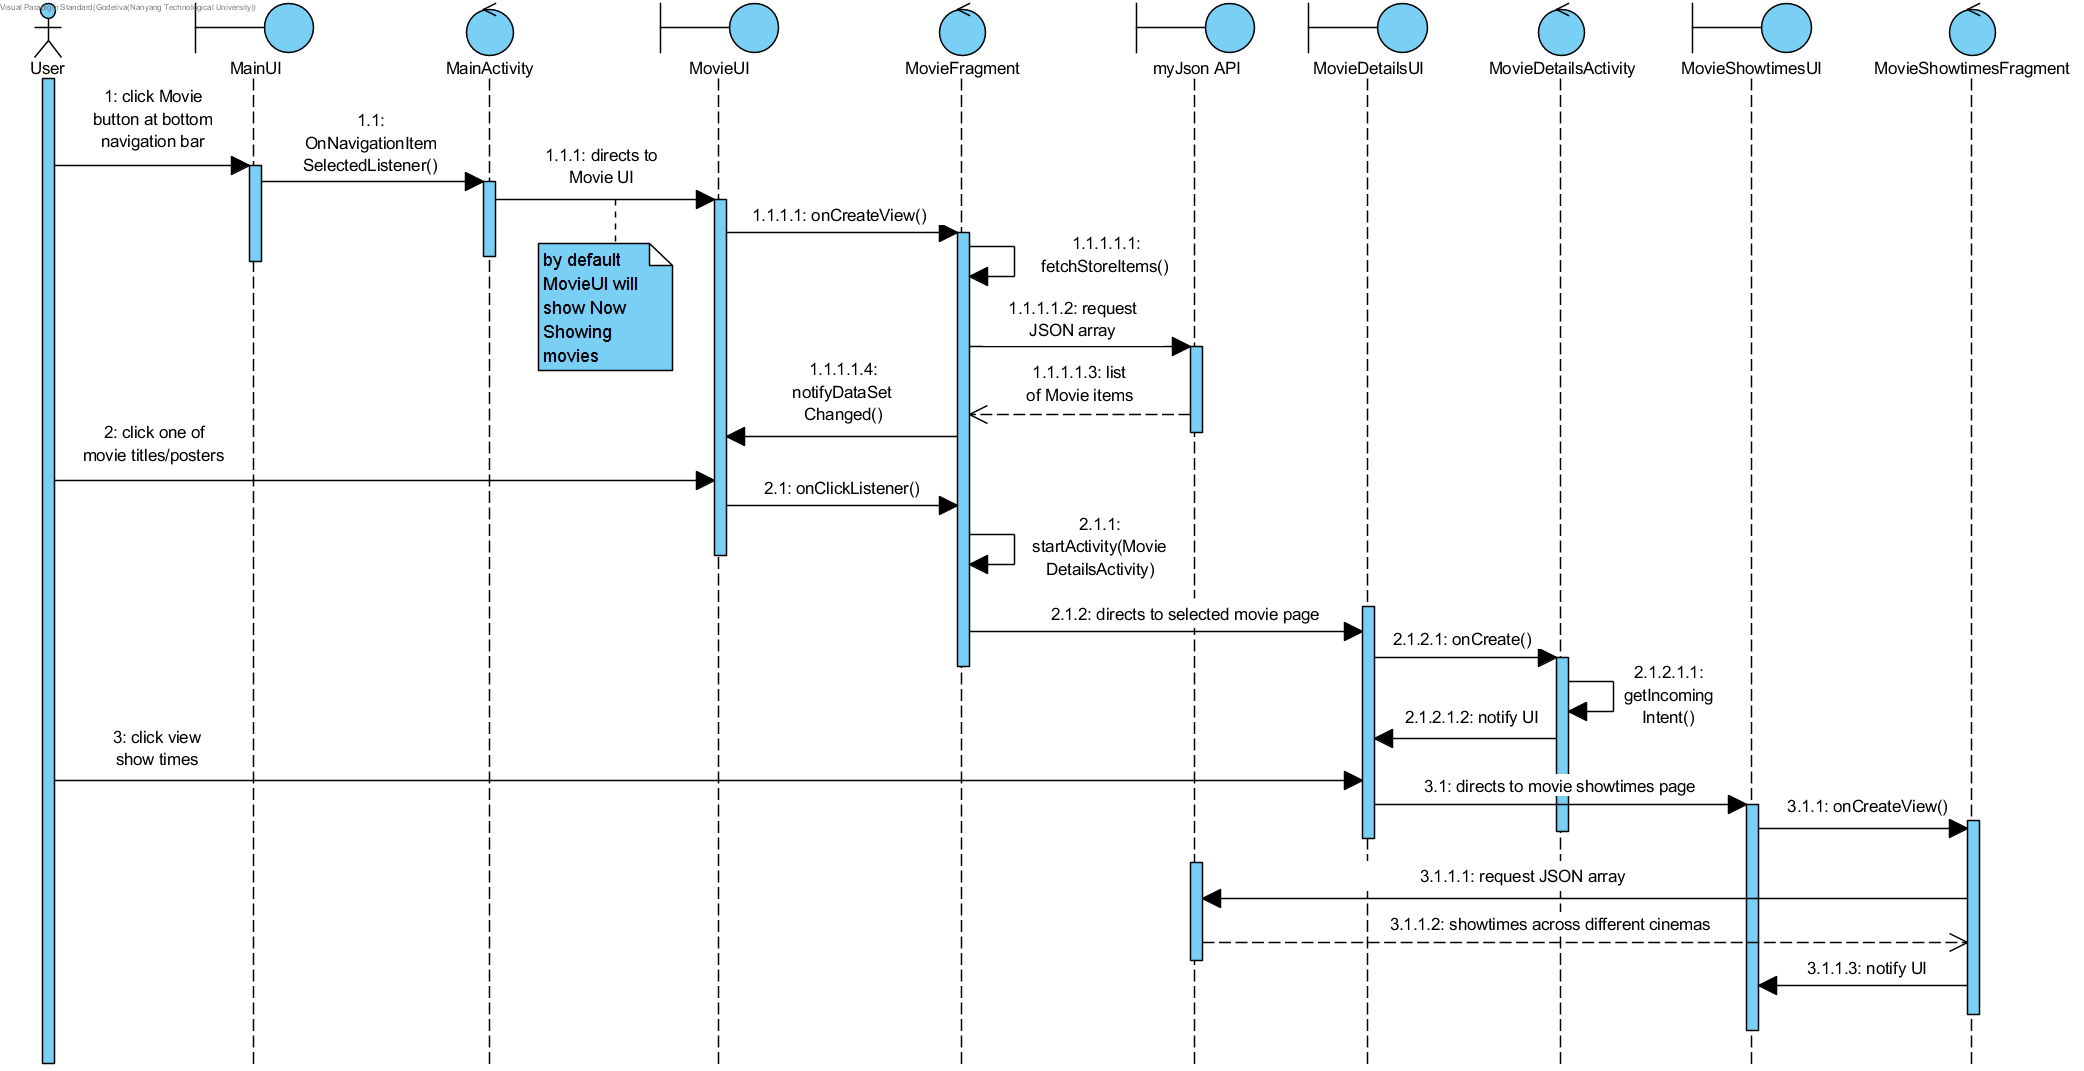 Visual Paradigm Standard(Godeliva(Nanyang Technological University))
User
MainUI
MainActivity
MovieUI
MovieFragment
myJson API
MovieDetailsUI
MovieDetailsActivity
MovieShowtimesUI
MovieShowtimesFragment
1: click Movie
button at bottom
navigation bar
1.1:
OnNavigationItem
SelectedListener()
1.1.1: directs to
Movie UI
by default
MovieUI will
show Now
Showing
movies
1.1.1.1: onCreateView()
1.1.1.1.1:
fetchStoreItems()
1.1.1.1.2: request
JSON array
1.1.1.1.3: list
of Movie items
1.1.1.1.4:
notifyDataSet
Changed()
2: click one of
movie titles/posters
2.1: onClickListener()
2.1.1:
startActivity(Movie
DetailsActivity)
2.1.2: directs to selected movie page
2.1.2.1: onCreate()
2.1.2.1.1:
getIncoming
Intent()
2.1.2.1.2: notify UI
3: click view
show times
3.1: directs to movie showtimes page
3.1.1: onCreateView()
3.1.1.1: request JSON array
3.1.1.2: showtimes across different cinemas
3.1.1.3: notify UI